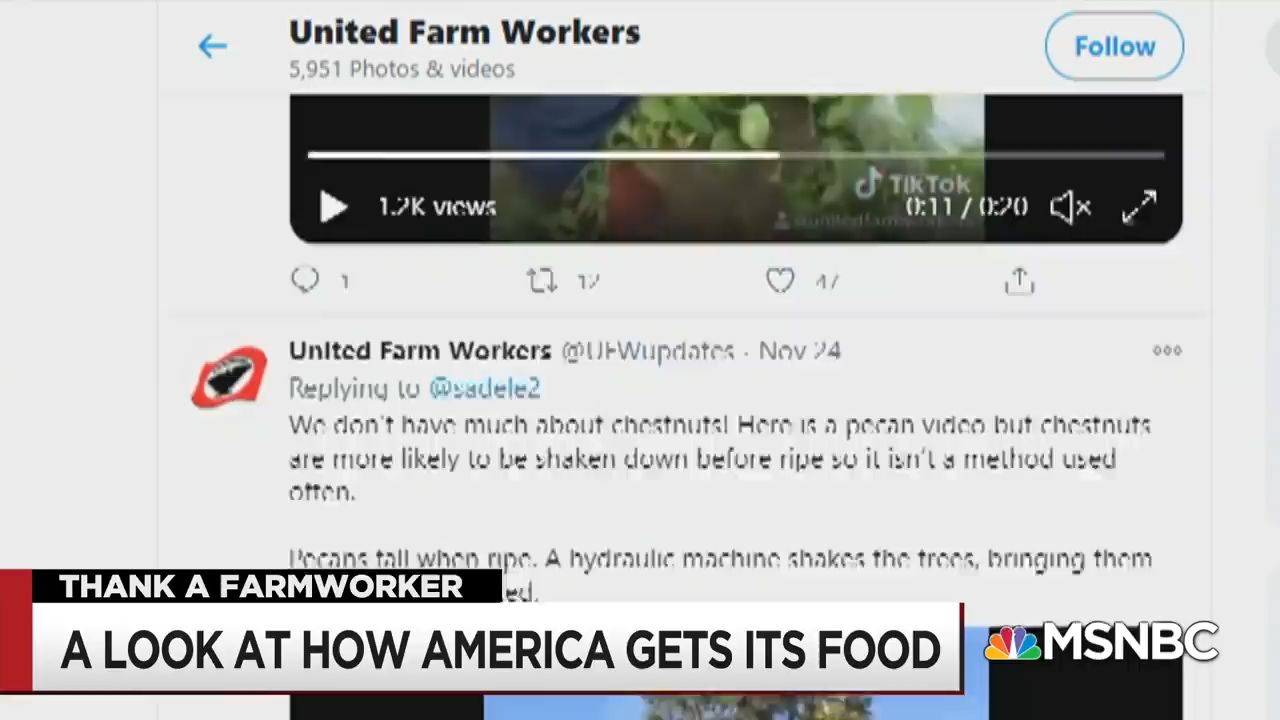 United Farm Workers
Follow
5,951 Photos & videos
TikTok
1.2K views
0:11 / 0:20
1
12
47
United Farm Workers @UFWupdates · Nov 24
Replying to @sadele2
We don't have much about chestnuts! Here is a pecan video but chestnuts
are more likely to be shaken down before ripe so it isn't a method used
often.
Pecans fall when ripe. A hydraulic machine shakes the trees, bringing them
THANK A FARMWORKER
A LOOK AT HOW AMERICA GETS ITS FOOD
MSNBC